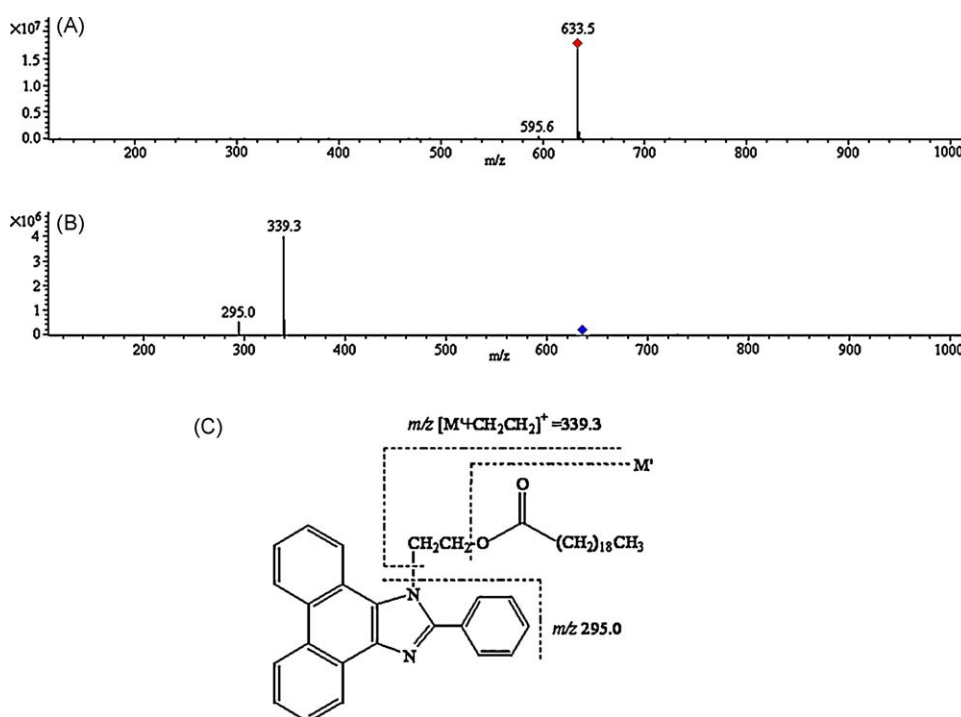 (A)
×10⁷
633.5
1.5
1.0
0.5
595.6
0.0
200 300 400 500 600 700 800 900 1000
m/z
(B)
×10⁶
339.3
4
3
2
295.0
1
0
200 300 400 500 600 700 800 900 1000
m/z
(C)
m/z [M'+CH₂CH₂]⁺ =339.3
M'
O
CH₂CH₂-O (CH₂)₁₈CH₃
N
m/z 295.0
N